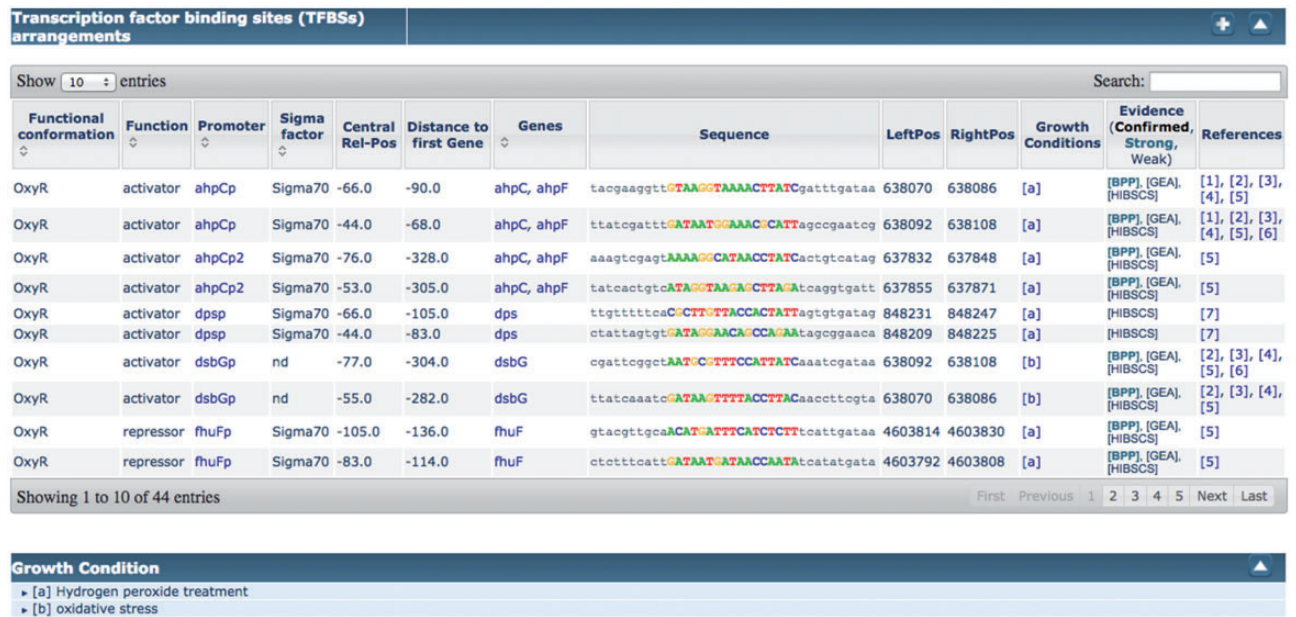 Transcription factor binding sites (TFBSs)
arrangements
Show 10 entries Search:
Functional conformation Function Promoter Sigma factor Central Rel-Pos Distance to first Gene Genes Sequence LeftPos RightPos Growth Conditions Evidence (Confirmed, Strong, Weak) References
OxyR activator ahpCp Sigma70 -66.0 -90.0 ahpC, ahpF tacgaaggttGTAAGGTAAAACTTATCgatttgataa 638070 638086 [a] [BPP], [GEA], [HIBSCS] [1], [2], [3], [4], [5]
OxyR activator ahpCp Sigma70 -44.0 -68.0 ahpC, ahpF ttatcgatttGATAATGGAAACGCATTagccgaatcg 638092 638108 [a] [BPP], [GEA], [HIBSCS] [1], [2], [3], [4], [5], [6]
OxyR activator ahpCp2 Sigma70 -76.0 -328.0 ahpC, ahpF aaagtcgagtAAAAGGCATAACCTATCactgtcatag 637832 637848 [a] [BPP], [GEA], [HIBSCS] [5]
OxyR activator ahpCp2 Sigma70 -53.0 -305.0 ahpC, ahpF tatcactgtcATAGGTAAGAGCTTAGAtcaggtgatt 637855 637871 [a] [BPP], [GEA], [HIBSCS] [5]
OxyR activator dpsp Sigma70 -66.0 -105.0 dps ttgtttttcaCGCTTGTTACCACTATTagtgtgatag 848231 848247 [a] [HIBSCS] [7]
OxyR activator dpsp Sigma70 -44.0 -83.0 dps ctattagtgtGATAGGAACAGCCAGAAtagcggaaca 848209 848225 [a] [HIBSCS] [7]
OxyR activator dsbGp nd -77.0 -304.0 dsbG cgattcggctAATGCGTTTCCATTATCaaatcgataa 638092 638108 [b] [BPP], [GEA], [HIBSCS] [2], [3], [4], [5], [6]
OxyR activator dsbGp nd -55.0 -282.0 dsbG ttatcaaatcGATAAGTTTTACCTTACaaccttcgta 638070 638086 [b] [BPP], [GEA], [HIBSCS] [2], [3], [4], [5]
OxyR repressor fhuFp Sigma70 -105.0 -136.0 fhuF gtacgttgcaACATGATTTCATCTCTTtcattgataa 4603814 4603830 [a] [BPP], [GEA], [HIBSCS] [5]
OxyR repressor fhuFp Sigma70 -83.0 -114.0 fhuF ctctttcattGATAATGATAACCAATAtcatatgata 4603792 4603808 [a] [BPP], [GEA], [HIBSCS] [5]
Showing 1 to 10 of 44 entries First Previous 1 2 3 4 5 Next Last
Growth Condition
[a] Hydrogen peroxide treatment
[b] oxidative stress